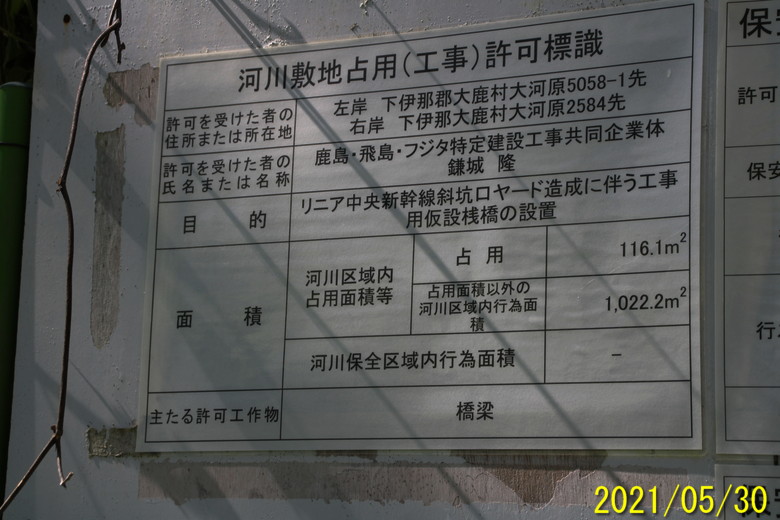 河川敷地占用（工事）許可標識
許可を受けた者の
住所または所在地
左岸 下伊那郡大鹿村大河原5058-1先
右岸 下伊那郡大鹿村大河原2584先
許可を受けた者の
氏名または名称
鹿島・飛島・フジタ特定建設工事共同企業体
鎌城 隆
目 的
リニア中央新幹線斜坑口ヤード造成に伴う工事
用仮設桟橋の設置
面 積
河川区域内
占用面積等
占 用
116.1m²
占用面積以外の
河川区域内行為面
積
1,022.2m²
河川保全区域内行為面積
－
主たる許可工作物
橋梁
保
許可
保安
行
2021/05/30